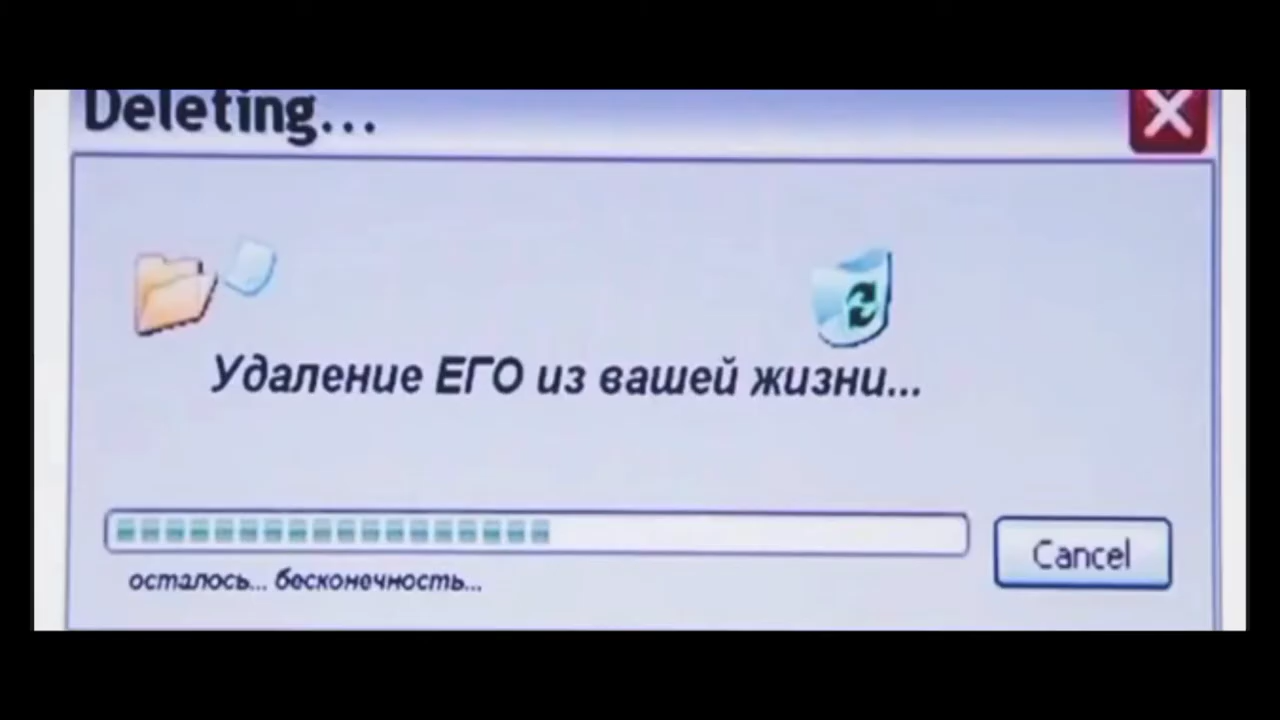 Deleting...
Удаление ЕГО из вашей жизни...
осталось... бесконечность...
Cancel